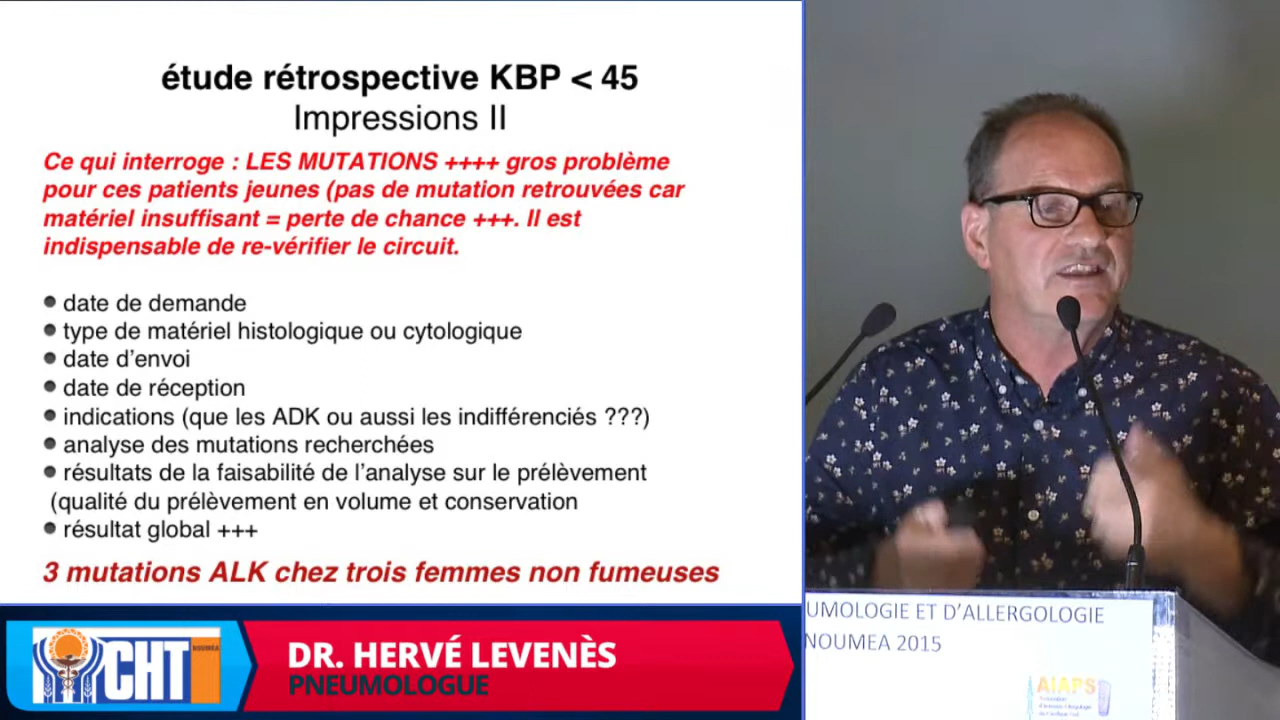 étude rétrospective KBP < 45
Impressions II
Ce qui interroge : LES MUTATIONS ++++ gros problème
pour ces patients jeunes (pas de mutation retrouvées car
matériel insuffisant = perte de chance +++. Il est
indispensable de re-vérifier le circuit.
● date de demande
● type de matériel histologique ou cytologique
● date d’envoi
● date de réception
● indications (que les ADK ou aussi les indifférenciés ???)
● analyse des mutations recherchées
● résultats de la faisabilité de l’analyse sur le prélèvement
(qualité du prélèvement en volume et conservation
● résultat global +++
3 mutations ALK chez trois femmes non fumeuses
CHT
NOUMÉA
DR. HERVÉ LEVENÈS
PNEUMOLOGUE
UMOLOGIE ET D’ALLERGOLOGIE
NOUMEA 2015
AIAPS